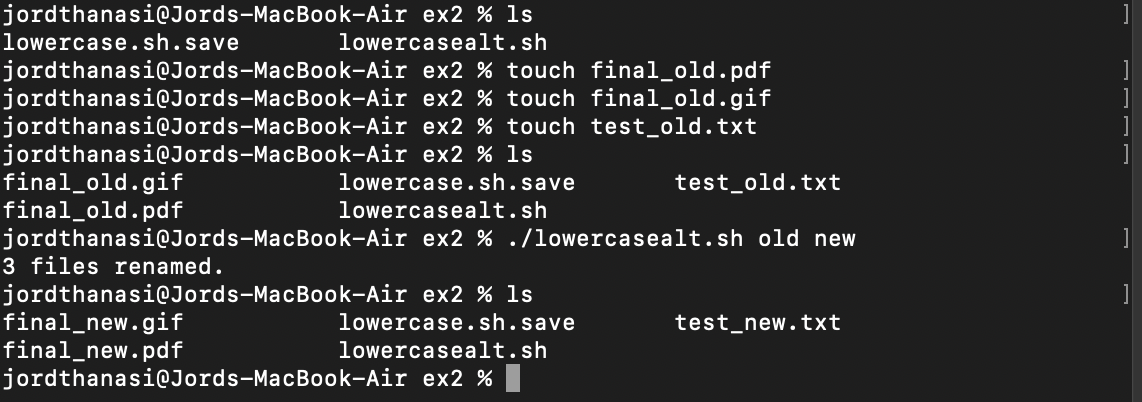 jordthanasi@Jords-MacBook-Air ex2 % ls ]
lowercase.sh.save lowercasealt.sh
jordthanasi@Jords-MacBook-Air ex2 % touch final_old.pdf ]
jordthanasi@Jords-MacBook-Air ex2 % touch final_old.gif ]
jordthanasi@Jords-MacBook-Air ex2 % touch test_old.txt ]
jordthanasi@Jords-MacBook-Air ex2 % ls ]
final_old.gif lowercase.sh.save test_old.txt
final_old.pdf lowercasealt.sh
jordthanasi@Jords-MacBook-Air ex2 % ./lowercasealt.sh old new ]
3 files renamed.
jordthanasi@Jords-MacBook-Air ex2 % ls ]
final_new.gif lowercase.sh.save test_new.txt
final_new.pdf lowercasealt.sh
jordthanasi@Jords-MacBook-Air ex2 %